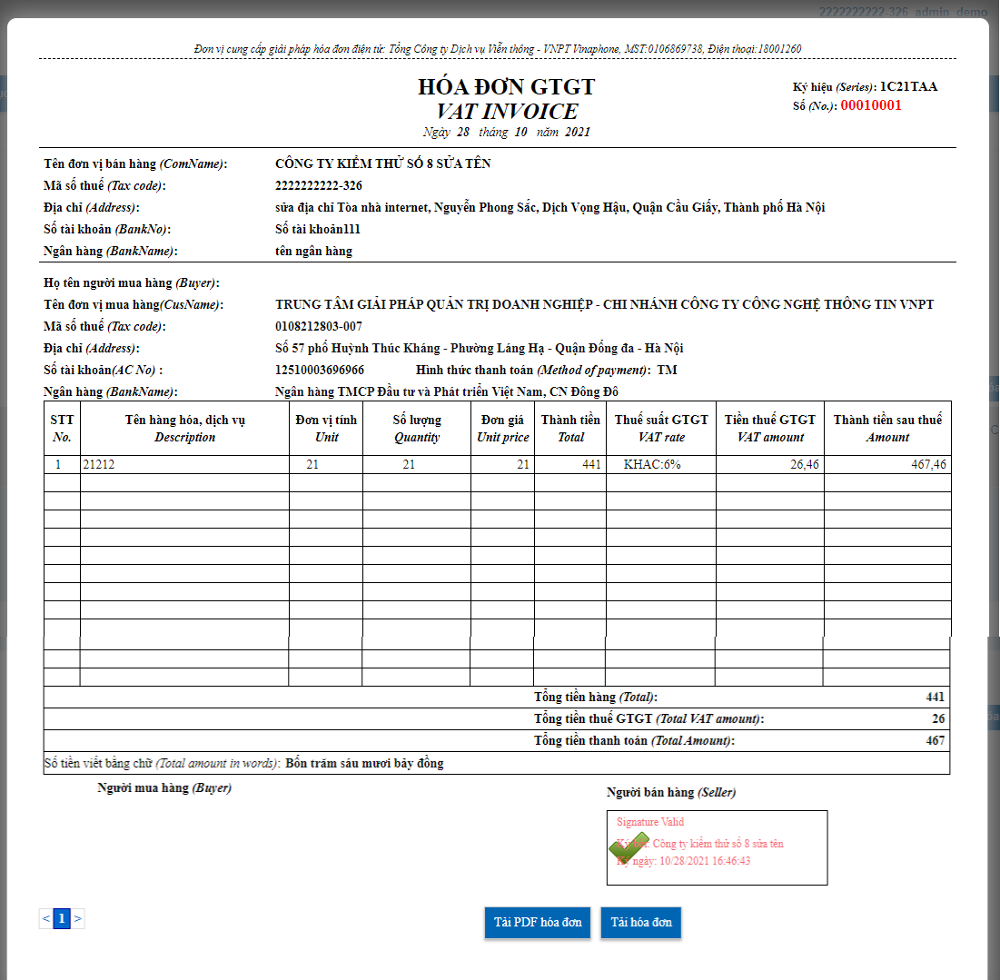 2222222222-326_admin_demo
Đơn vị cung cấp giải pháp hóa đơn điện tử: Tổng Công ty Dịch vụ Viễn thông - VNPT Vinaphone, MST:0106869738, Điện thoại:18001260
HÓA ĐƠN GTGT
VAT INVOICE
Ngày 28 tháng 10 năm 2021
Ký hiệu (Series): 1C21TAA
Số (No.): 00010001
Tên đơn vị bán hàng (ComName): CÔNG TY KIỂM THỬ SỐ 8 SỬA TÊN
Mã số thuế (Tax code): 2222222222-326
Địa chỉ (Address): sửa địa chỉ Tòa nhà internet, Nguyễn Phong Sắc, Dịch Vọng Hậu, Quận Cầu Giấy, Thành phố Hà Nội
Số tài khoản (BankNo): Số tài khoản111
Ngân hàng (BankName): tên ngân hàng
Họ tên người mua hàng (Buyer):
Tên đơn vị mua hàng(CusName): TRUNG TÂM GIẢI PHÁP QUẢN TRỊ DOANH NGHIỆP - CHI NHÁNH CÔNG TY CÔNG NGHỆ THÔNG TIN VNPT
Mã số thuế (Tax code): 0108212803-007
Địa chỉ (Address): Số 57 phố Huỳnh Thúc Kháng - Phường Láng Hạ - Quận Đống đa - Hà Nội
Số tài khoản(AC No) : 12510003696966 Hình thức thanh toán (Method of payment): TM
Ngân hàng (BankName): Ngân hàng TMCP Đầu tư và Phát triển Việt Nam, CN Đông Đô
STT Tên hàng hóa, dịch vụ Đơn vị tính Số lượng Đơn giá Thành tiền Thuế suất GTGT Tiền thuế GTGT Thành tiền sau thuế
No. Description Unit Quantity Unit price Total VAT rate VAT amount Amount
1 21212 21 21 21 441 KHAC:6% 26,46 467,46
Tổng tiền hàng (Total): 441
Tổng tiền thuế GTGT (Total VAT amount): 26
Tổng tiền thanh toán (Total Amount): 467
Số tiền viết bằng chữ (Total amount in words): Bốn trăm sáu mươi bảy đồng
Người mua hàng (Buyer)
Người bán hàng (Seller)
Signature Valid
Ký bởi: Công ty kiểm thử số 8 sửa tên
Ký ngày: 10/28/2021 16:46:43
< 1 >
Tải PDF hóa đơn Tải hóa đơn